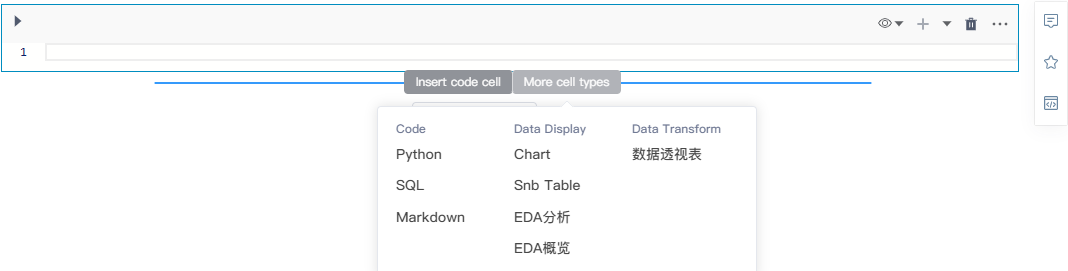 1
Insert code cell More cell types
Code Data Display Data Transform
Python Chart 数据透视表
SQL Snb Table
Markdown EDA分析
EDA概览